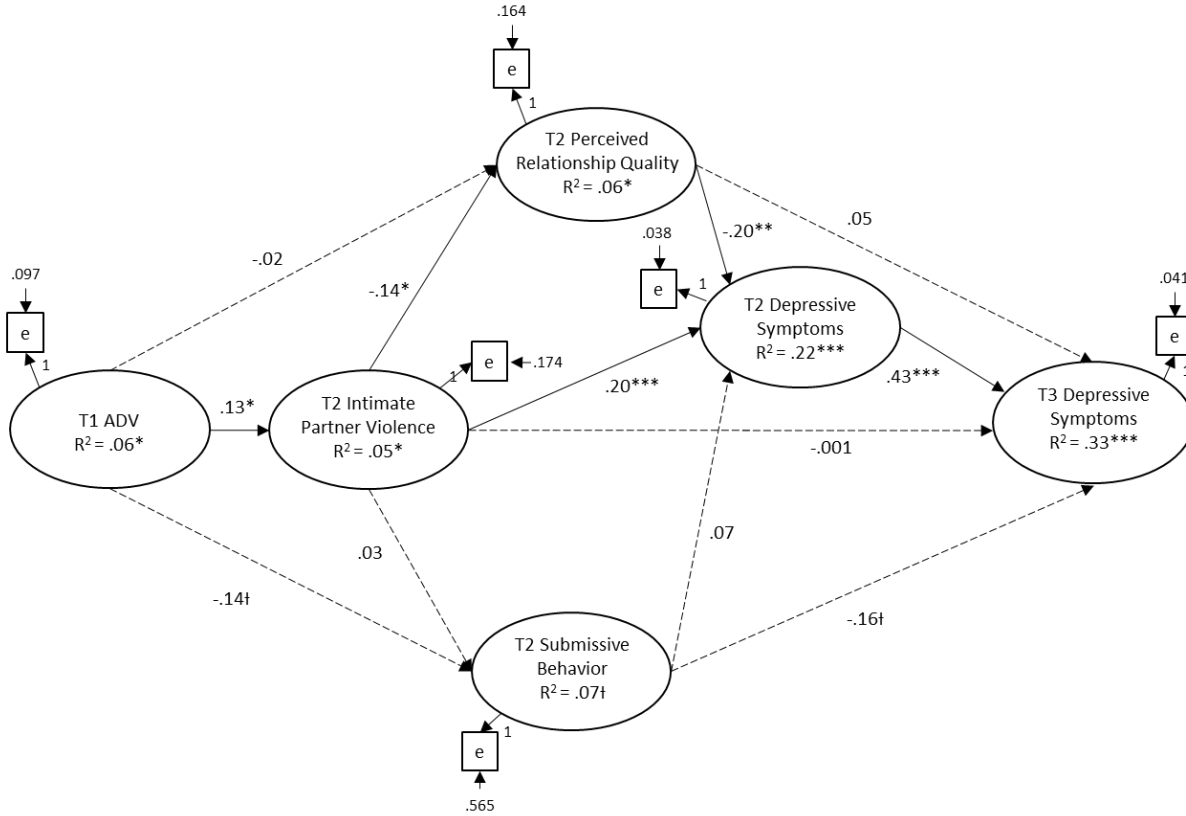 .164
e
1
T2 Perceived
Relationship Quality
R² = .06*
-.02
-.14*
-.20**
.05
.038
e
1
T2 Depressive
Symptoms
R² = .22***
.097
e
1
.041
e
1
e
1
.174
.20***
.43***
T1 ADV
R² = .06*
.13*
T2 Intimate
Partner Violence
R² = .05*
T3 Depressive
Symptoms
R² = .33***
-.001
.03
.07
-.14ƚ
-.16ƚ
T2 Submissive
Behavior
R² = .07ƚ
1
e
.565